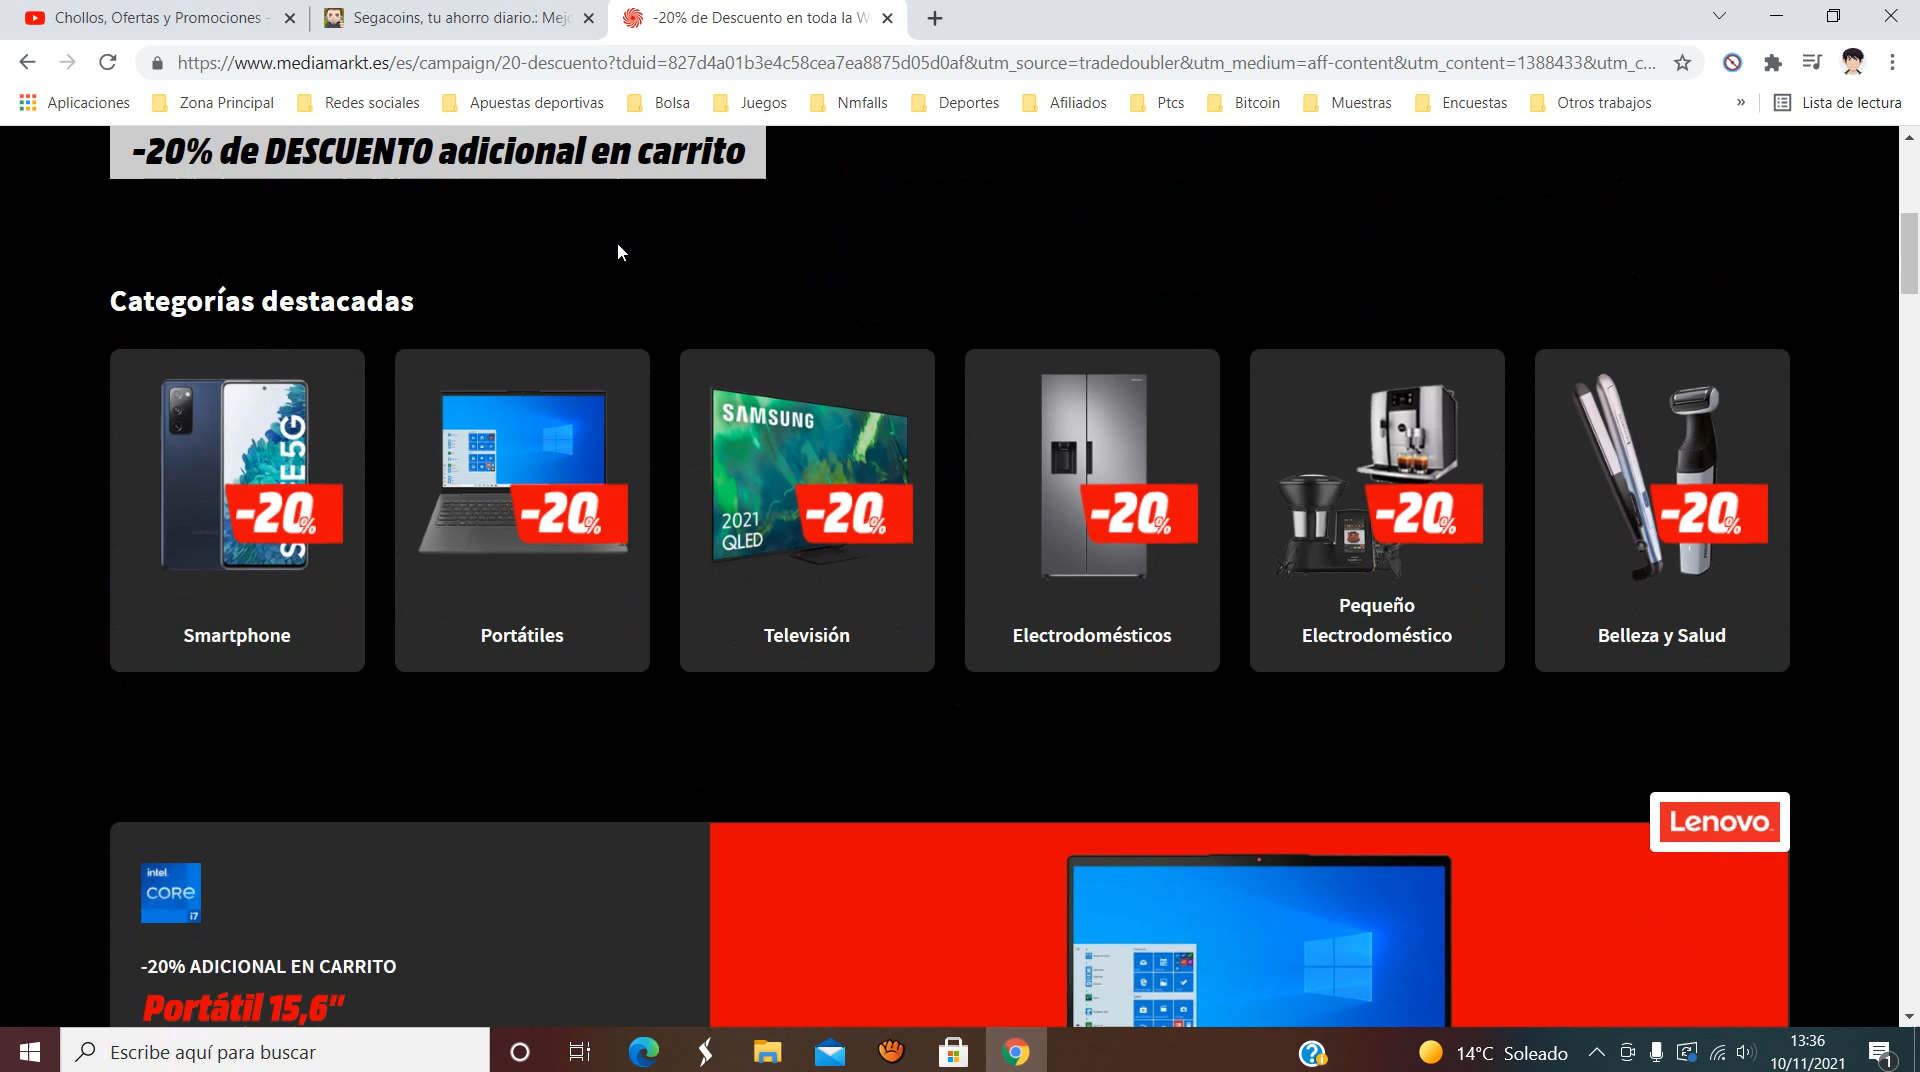 Chollos, Ofertas y Promociones -
Segacoins, tu ahorro diario.: Mejo
-20% de Descuento en toda la W
https://www.mediamarkt.es/es/campaign/20-descuento?tduid=827d4a01b3e4c58cea7ea8875d05d0af&utm_source=tradedoubler&utm_medium=aff-content&utm_content=1388433&utm_c...
Aplicaciones
Zona Principal
Redes sociales
Apuestas deportivas
Bolsa
Juegos
Nmfalls
Deportes
Afiliados
Ptcs
Bitcoin
Muestras
Encuestas
Otros trabajos
»
Lista de lectura
-20% de DESCUENTO adicional en carrito
Categorías destacadas
-20%
-20%
SAMSUNG
2021
QLED
-20%
-20%
-20%
-20%
Smartphone
Portátiles
Televisión
Electrodomésticos
Pequeño
Electrodoméstico
Belleza y Salud
Lenovo
intel
CORE
i7
-20% ADICIONAL EN CARRITO
Portátil 15,6"
Escribe aquí para buscar
14°C Soleado
13:36
10/11/2021
1